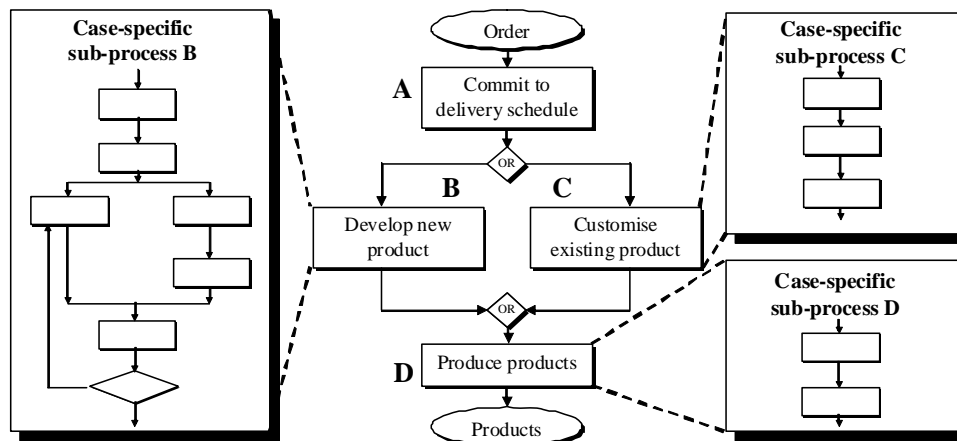 Case-specific
sub-process B
Order
A
Commit to
delivery schedule
OR
B
C
Develop new
product
Customise
existing product
OR
D
Produce products
Products
Case-specific
sub-process C
Case-specific
sub-process D